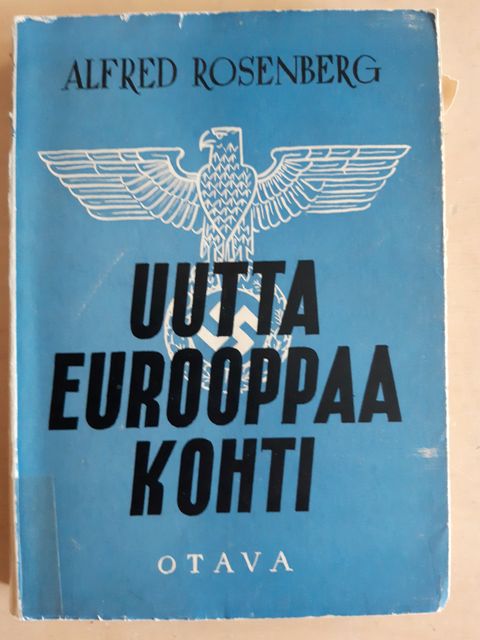 ALFRED ROSENBERG
UUTTA
EUROOPPAA
KOHTI
OTAVA